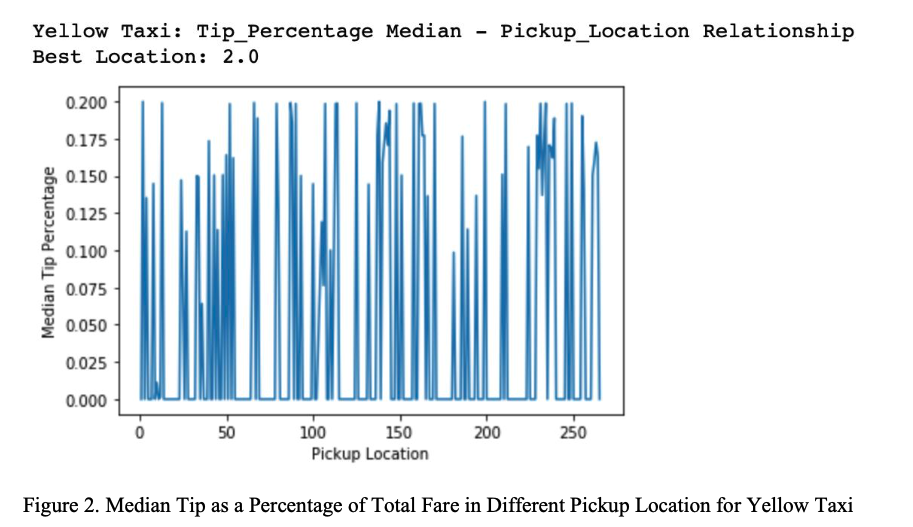 Yellow Taxi: Tip_Percentage Median - Pickup_Location Relationship
Best Location: 2.0
0.200
0.175
0.150
0.125
0.100
0.075
0.050
0.025
0.000
Median Tip Percentage
0 50 100 150 200 250
Pickup Location
Figure 2. Median Tip as a Percentage of Total Fare in Different Pickup Location for Yellow Taxi